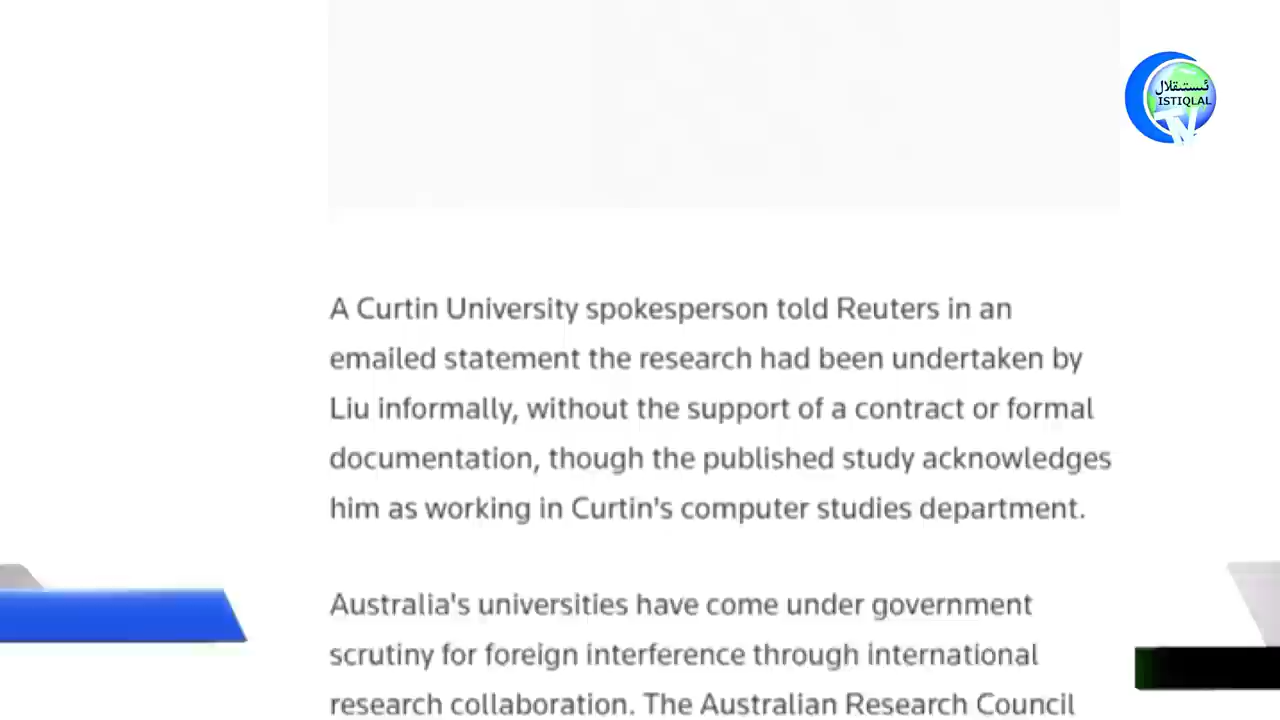 ئىستىقلال
ISTIQLAL
TV
A Curtin University spokesperson told Reuters in an
emailed statement the research had been undertaken by
Liu informally, without the support of a contract or formal
documentation, though the published study acknowledges
him as working in Curtin's computer studies department.
Australia's universities have come under government
scrutiny for foreign interference through international
research collaboration. The Australian Research Council